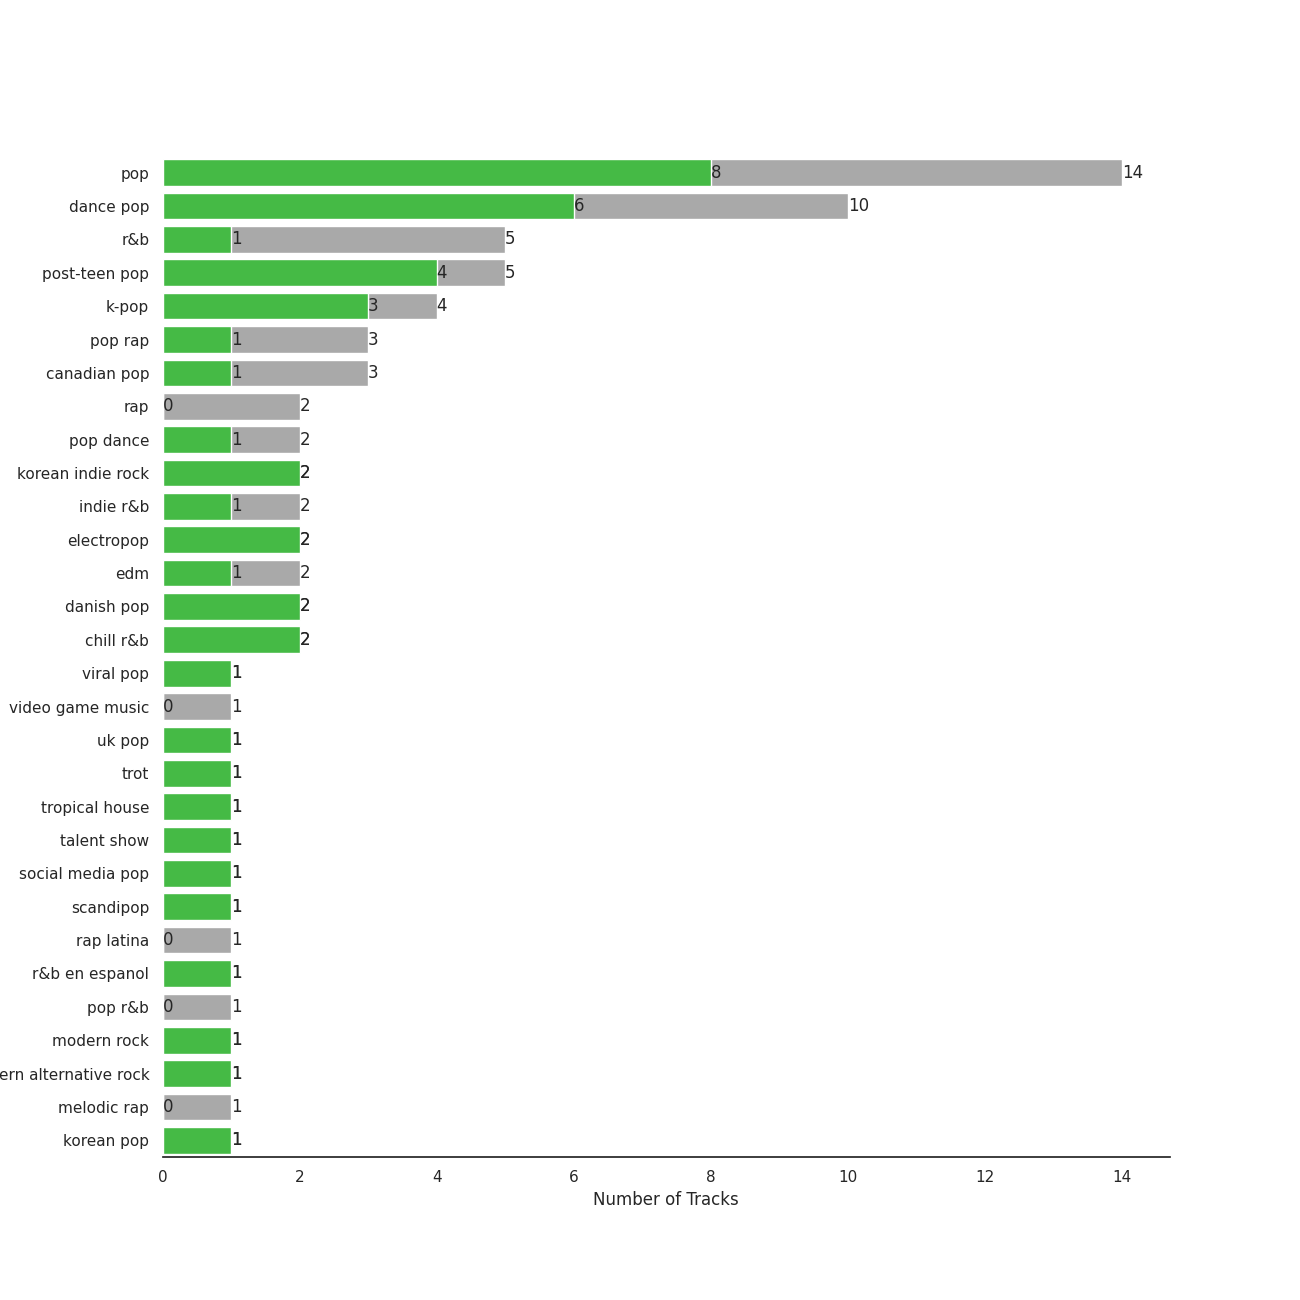 pop 8 14
dance pop 6 10
r&b 1 5
post-teen pop 4 5
k-pop 3 4
pop rap 1 3
canadian pop 1 3
rap 0 2
pop dance 1 2
korean indie rock 2
indie r&b 1 2
electropop 2
edm 1 2
danish pop 2
chill r&b 2
viral pop 1
video game music 0 1
uk pop 1
trot 1
tropical house 1
talent show 1
social media pop 1
scandipop 1
rap latina 0 1
r&b en espanol 1
pop r&b 0 1
modern rock 1
ern alternative rock 1
melodic rap 0 1
korean pop 1
0 2 4 6 8 10 12 14
Number of Tracks